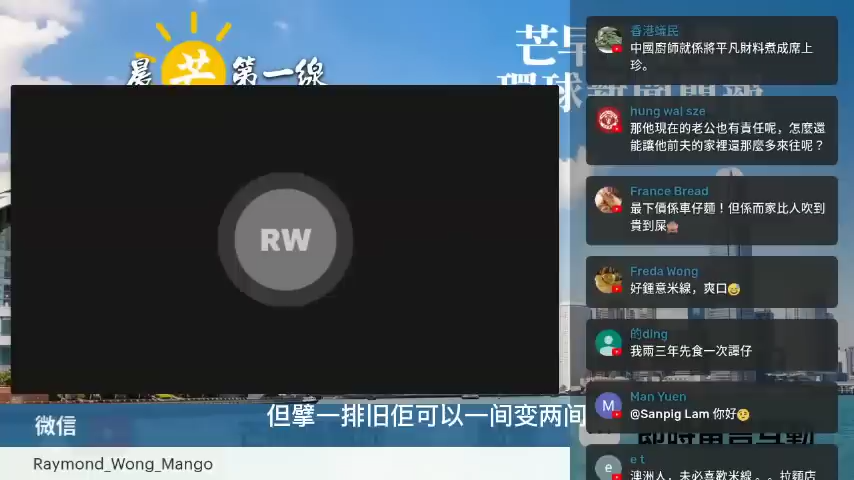 晨芒第一線
芒早
環球新聞簡報
RW
但擘一排旧佢可以一间变两间
微信
Raymond_Wong_Mango
香港蟻民
中國廚師就係將平凡財料煮成席上
珍。
hung wai sze
那他現在的老公也有責任呢，怎麼還
能讓他前夫的家裡還那麼多來往呢？
France Bread
最下價係車仔麵！但係而家比人吹到
貴到屎🙈
Freda Wong
好鍾意米線，爽口😅
的ding
我兩三年先食一次譚仔
M
Man Yuen
@Sanpig Lam 你好🤨
即時留言互動
e
e t
澳洲人，未必喜歡米線。。拉麵店